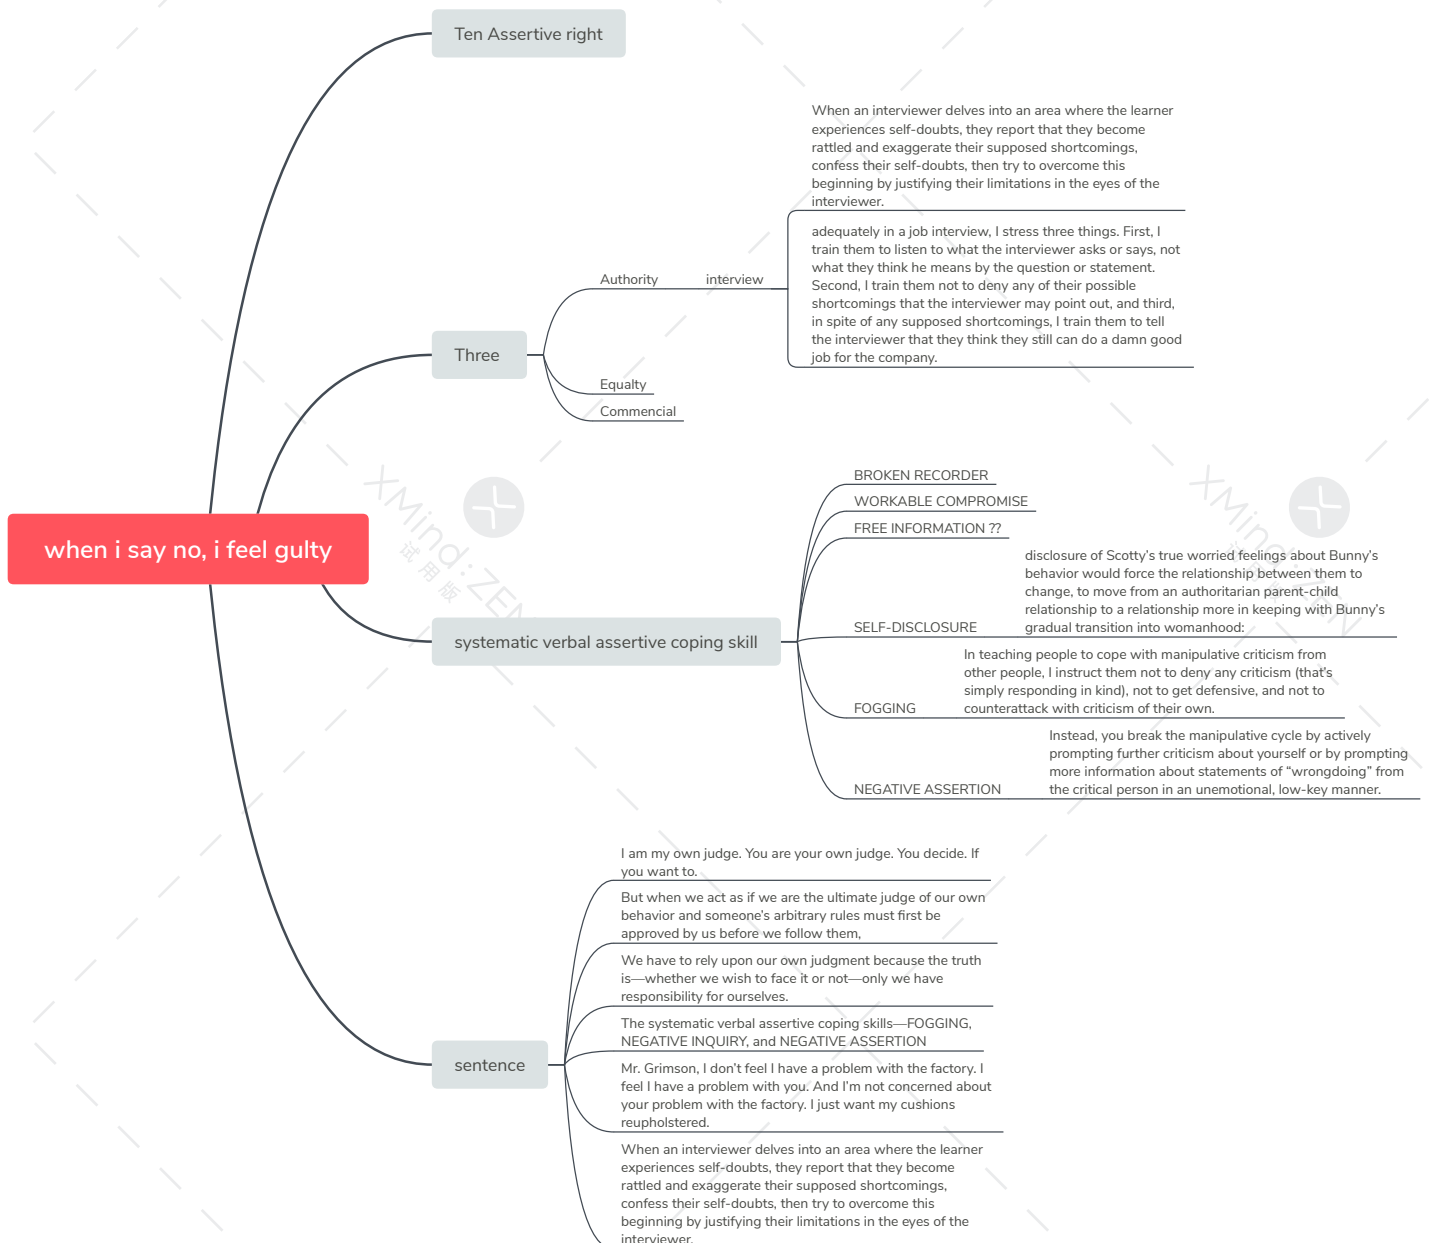 Ten Assertive right
When an interviewer delves into an area where the learner
experiences self-doubts, they report that they become
rattled and exaggerate their supposed shortcomings,
confess their self-doubts, then try to overcome this
beginning by justifying their limitations in the eyes of the
interviewer.
adequately in a job interview, I stress three things. First, I
train them to listen to what the interviewer asks or says, not
what they think he means by the question or statement.
Second, I train them not to deny any of their possible
shortcomings that the interviewer may point out, and third,
in spite of any supposed shortcomings, I train them to tell
the interviewer that they think they still can do a damn good
job for the company.
Authority
interview
Three
Equalty
Commencial
when i say no, i feel gulty
BROKEN RECORDER
WORKABLE COMPROMISE
FREE INFORMATION ??
disclosure of Scotty's true worried feelings about Bunny's
behavior would force the relationship between them to
change, to move from an authoritarian parent-child
relationship to a relationship more in keeping with Bunny's
gradual transition into womanhood:
SELF-DISCLOSURE
systematic verbal assertive coping skill
In teaching people to cope with manipulative criticism from
other people, I instruct them not to deny any criticism (that's
simply responding in kind), not to get defensive, and not to
counterattack with criticism of their own.
FOGGING
Instead, you break the manipulative cycle by actively
prompting further criticism about yourself or by prompting
more information about statements of “wrongdoing” from
the critical person in an unemotional, low-key manner.
NEGATIVE ASSERTION
I am my own judge. You are your own judge. You decide. If
you want to.
But when we act as if we are the ultimate judge of our own
behavior and someone's arbitrary rules must first be
approved by us before we follow them,
We have to rely upon our own judgment because the truth
is—whether we wish to face it or not—only we have
responsibility for ourselves.
The systematic verbal assertive coping skills—FOGGING,
NEGATIVE INQUIRY, and NEGATIVE ASSERTION
sentence
Mr. Grimson, I don't feel I have a problem with the factory. I
feel I have a problem with you. And I'm not concerned about
your problem with the factory. I just want my cushions
reupholstered.
When an interviewer delves into an area where the learner
experiences self-doubts, they report that they become
rattled and exaggerate their supposed shortcomings,
confess their self-doubts, then try to overcome this
beginning by justifying their limitations in the eyes of the
interviewer.
XMind:ZEN
试用版
XMind:ZEN
试用版